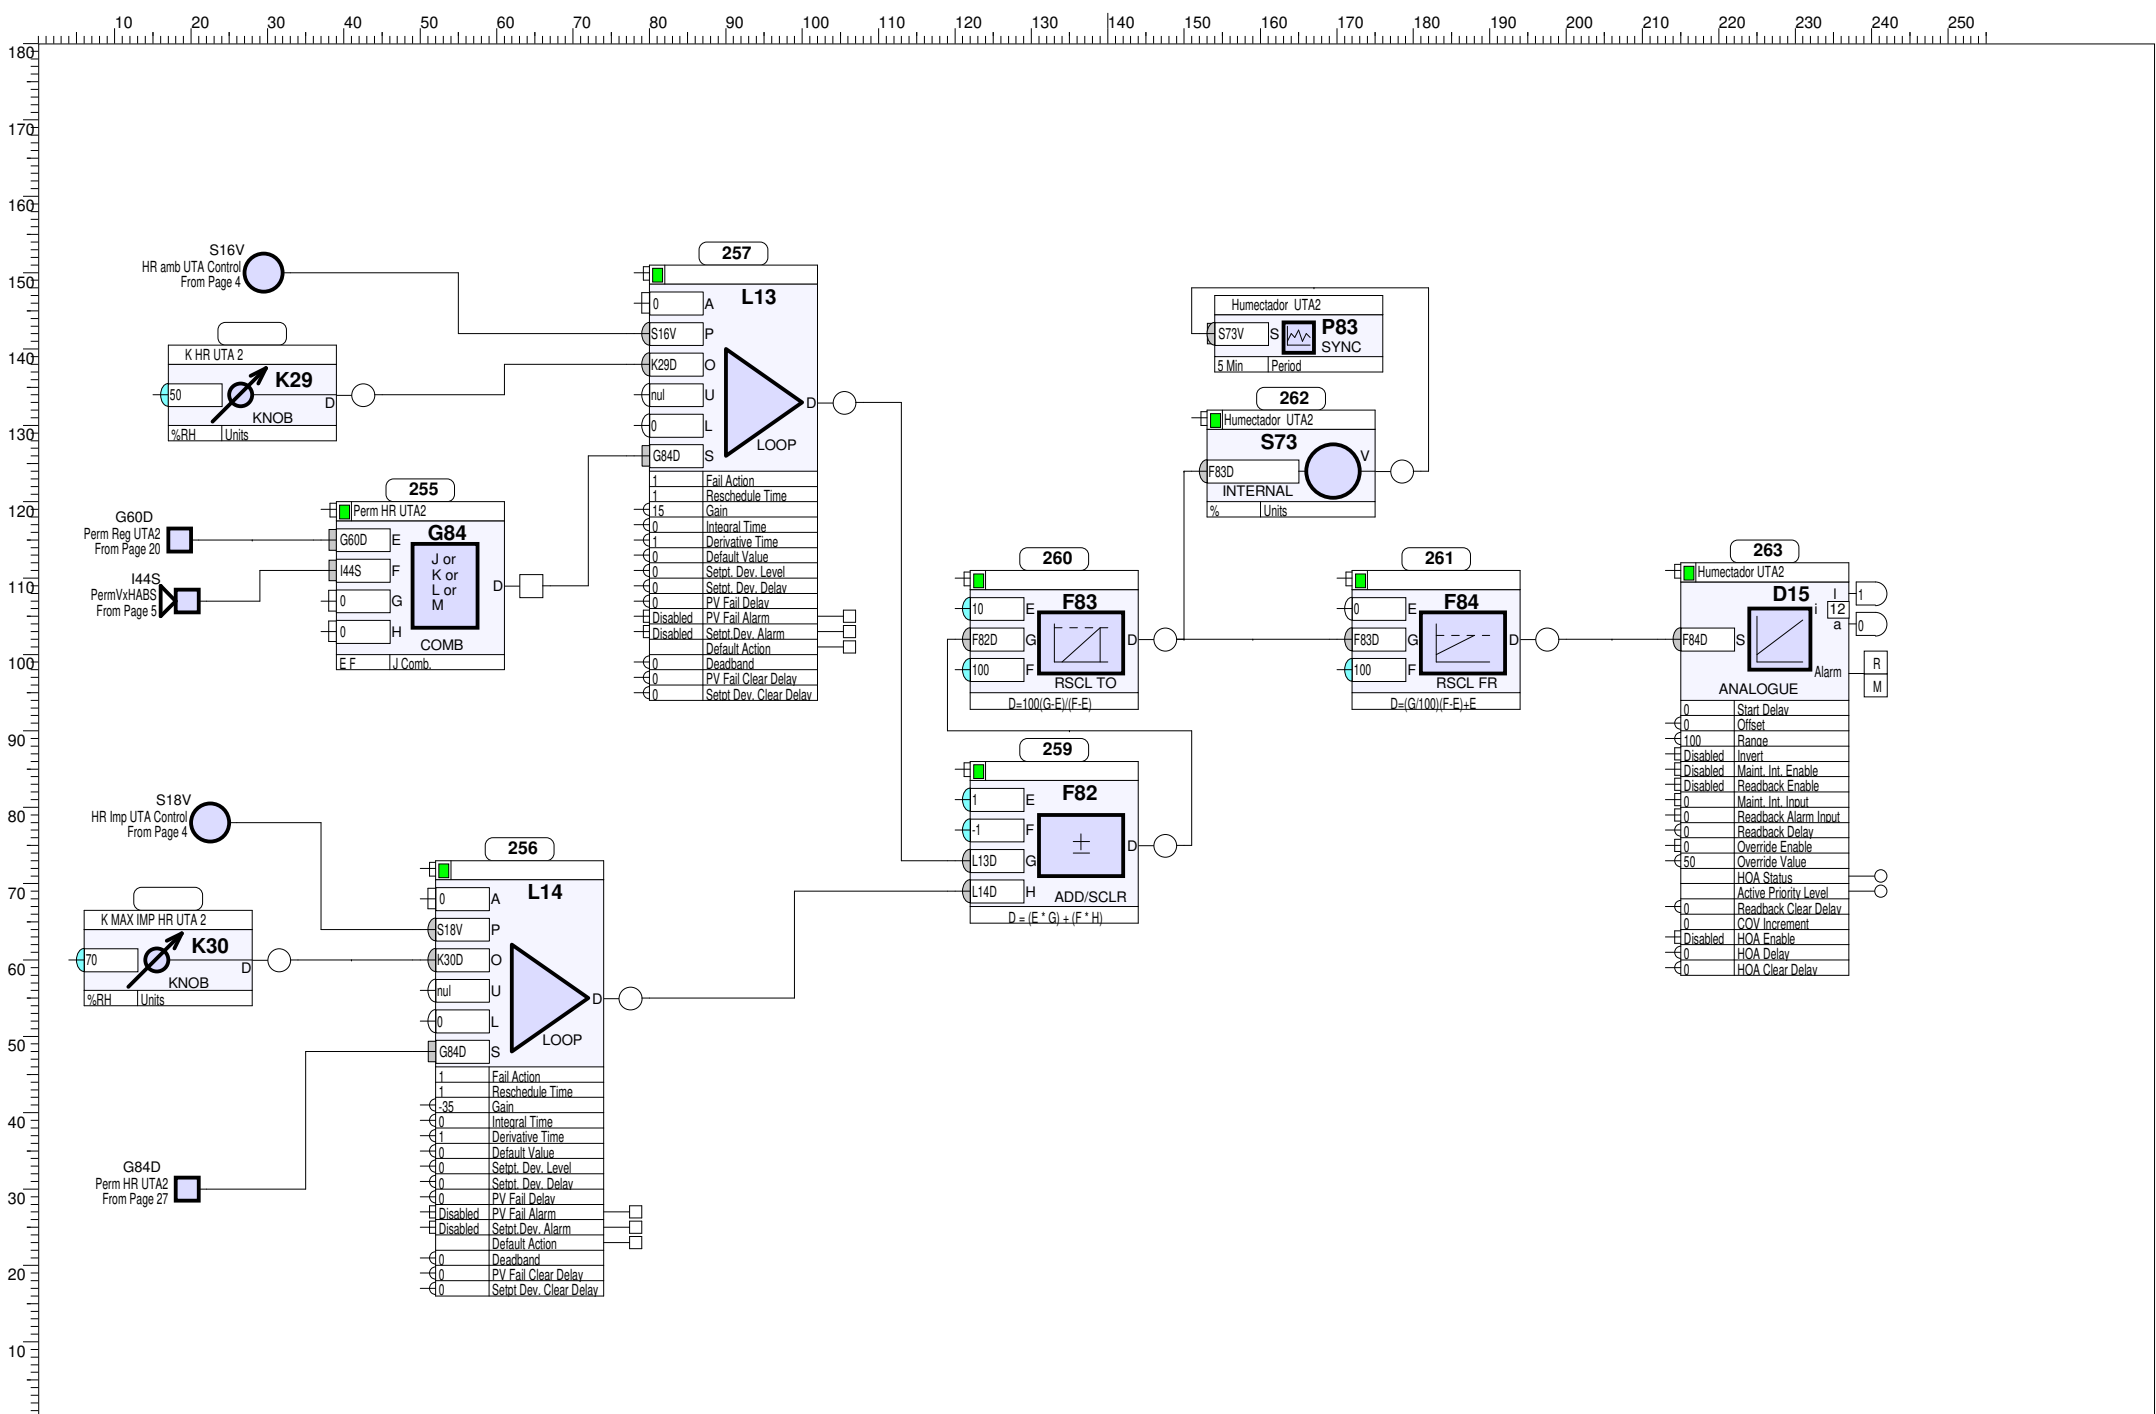 10 20 30 40 50 60 70 80 90 100 110 120 130 140 150 160 170 180 190 200 210 220 230 240 250
180
170
160
150
140
130
120
110
100
90
80
70
60
50
40
30
20
10
S16V
HR amb UTA Control
From Page 4
K HR UTA 2
50
K29
D
KNOB
%RH Units
G60D
Perm Reg UTA2
From Page 20
I44S
PermVxHABS
From Page 5
255
Perm HR UTA2
G84
G60D E
I44S F
0 G
0 H
J or
K or
L or
M
D
COMB
E F J Comb.
257
L13
0 A
S16V P
K29D O
nul U
0 L
G84D S
D
LOOP
1 Fail Action
1 Reschedule Time
15 Gain
0 Integral Time
1 Derivative Time
0 Default Value
0 Setpt. Dev. Level
0 Setpt. Dev. Delay
0 PV Fail Delay
Disabled PV Fail Alarm
Disabled Setpt.Dev. Alarm
Default Action
0 Deadband
0 PV Fail Clear Delay
0 Setpt Dev. Clear Delay
S18V
HR Imp UTA Control
From Page 4
K MAX IMP HR UTA 2
70
K30
D
KNOB
%RH Units
G84D
Perm HR UTA2
From Page 27
256
L14
0 A
S18V P
K30D O
nul U
0 L
G84D S
D
LOOP
1 Fail Action
1 Reschedule Time
-35 Gain
0 Integral Time
1 Derivative Time
0 Default Value
0 Setpt. Dev. Level
0 Setpt. Dev. Delay
0 PV Fail Delay
Disabled PV Fail Alarm
Disabled Setpt.Dev. Alarm
Default Action
0 Deadband
0 PV Fail Clear Delay
0 Setpt Dev. Clear Delay
Humectador UTA2
S73V S
P83
SYNC
5 Min Period
262
Humectador UTA2
S73
F83D
V
INTERNAL
% Units
260
F83
10 E
F82D G
100 F
D
RSCL TO
D=100(G-E)/(F-E)
259
F82
1 E
-1 F
L13D G
L14D H
±
D
ADD/SCLR
D = (E * G) + (F * H)
261
F84
0 E
F83D G
100 F
D
RSCL FR
D=(G/100)(F-E)+E
263
Humectador UTA2
D15
F84D S
I 1
i 12
a 0
Alarm R
M
ANALOGUE
0 Start Delay
0 Offset
100 Range
Disabled Invert
Disabled Maint. Int. Enable
Disabled Readback Enable
0 Maint. Int. Input
0 Readback Alarm Input
0 Readback Delay
0 Override Enable
50 Override Value
HOA Status
Active Priority Level
0 Readback Clear Delay
0 COV Increment
Disabled HOA Enable
0 HOA Delay
0 HOA Clear Delay